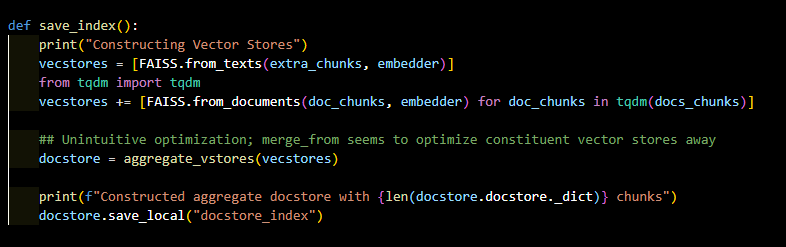 def save_index():
    print("Constructing Vector Stores")
    vecstores = [FAISS.from_texts(extra_chunks, embedder)]
    from tqdm import tqdm
    vecstores += [FAISS.from_documents(doc_chunks, embedder) for doc_chunks in tqdm(docs_chunks)]
    ## Unintuitive optimization; merge_from seems to optimize constituent vector stores away
    docstore = aggregate_vstores(vecstores)
    print(f"Constructed aggregate docstore with {len(docstore.docstore._dict)} chunks")
    docstore.save_local("docstore_index")